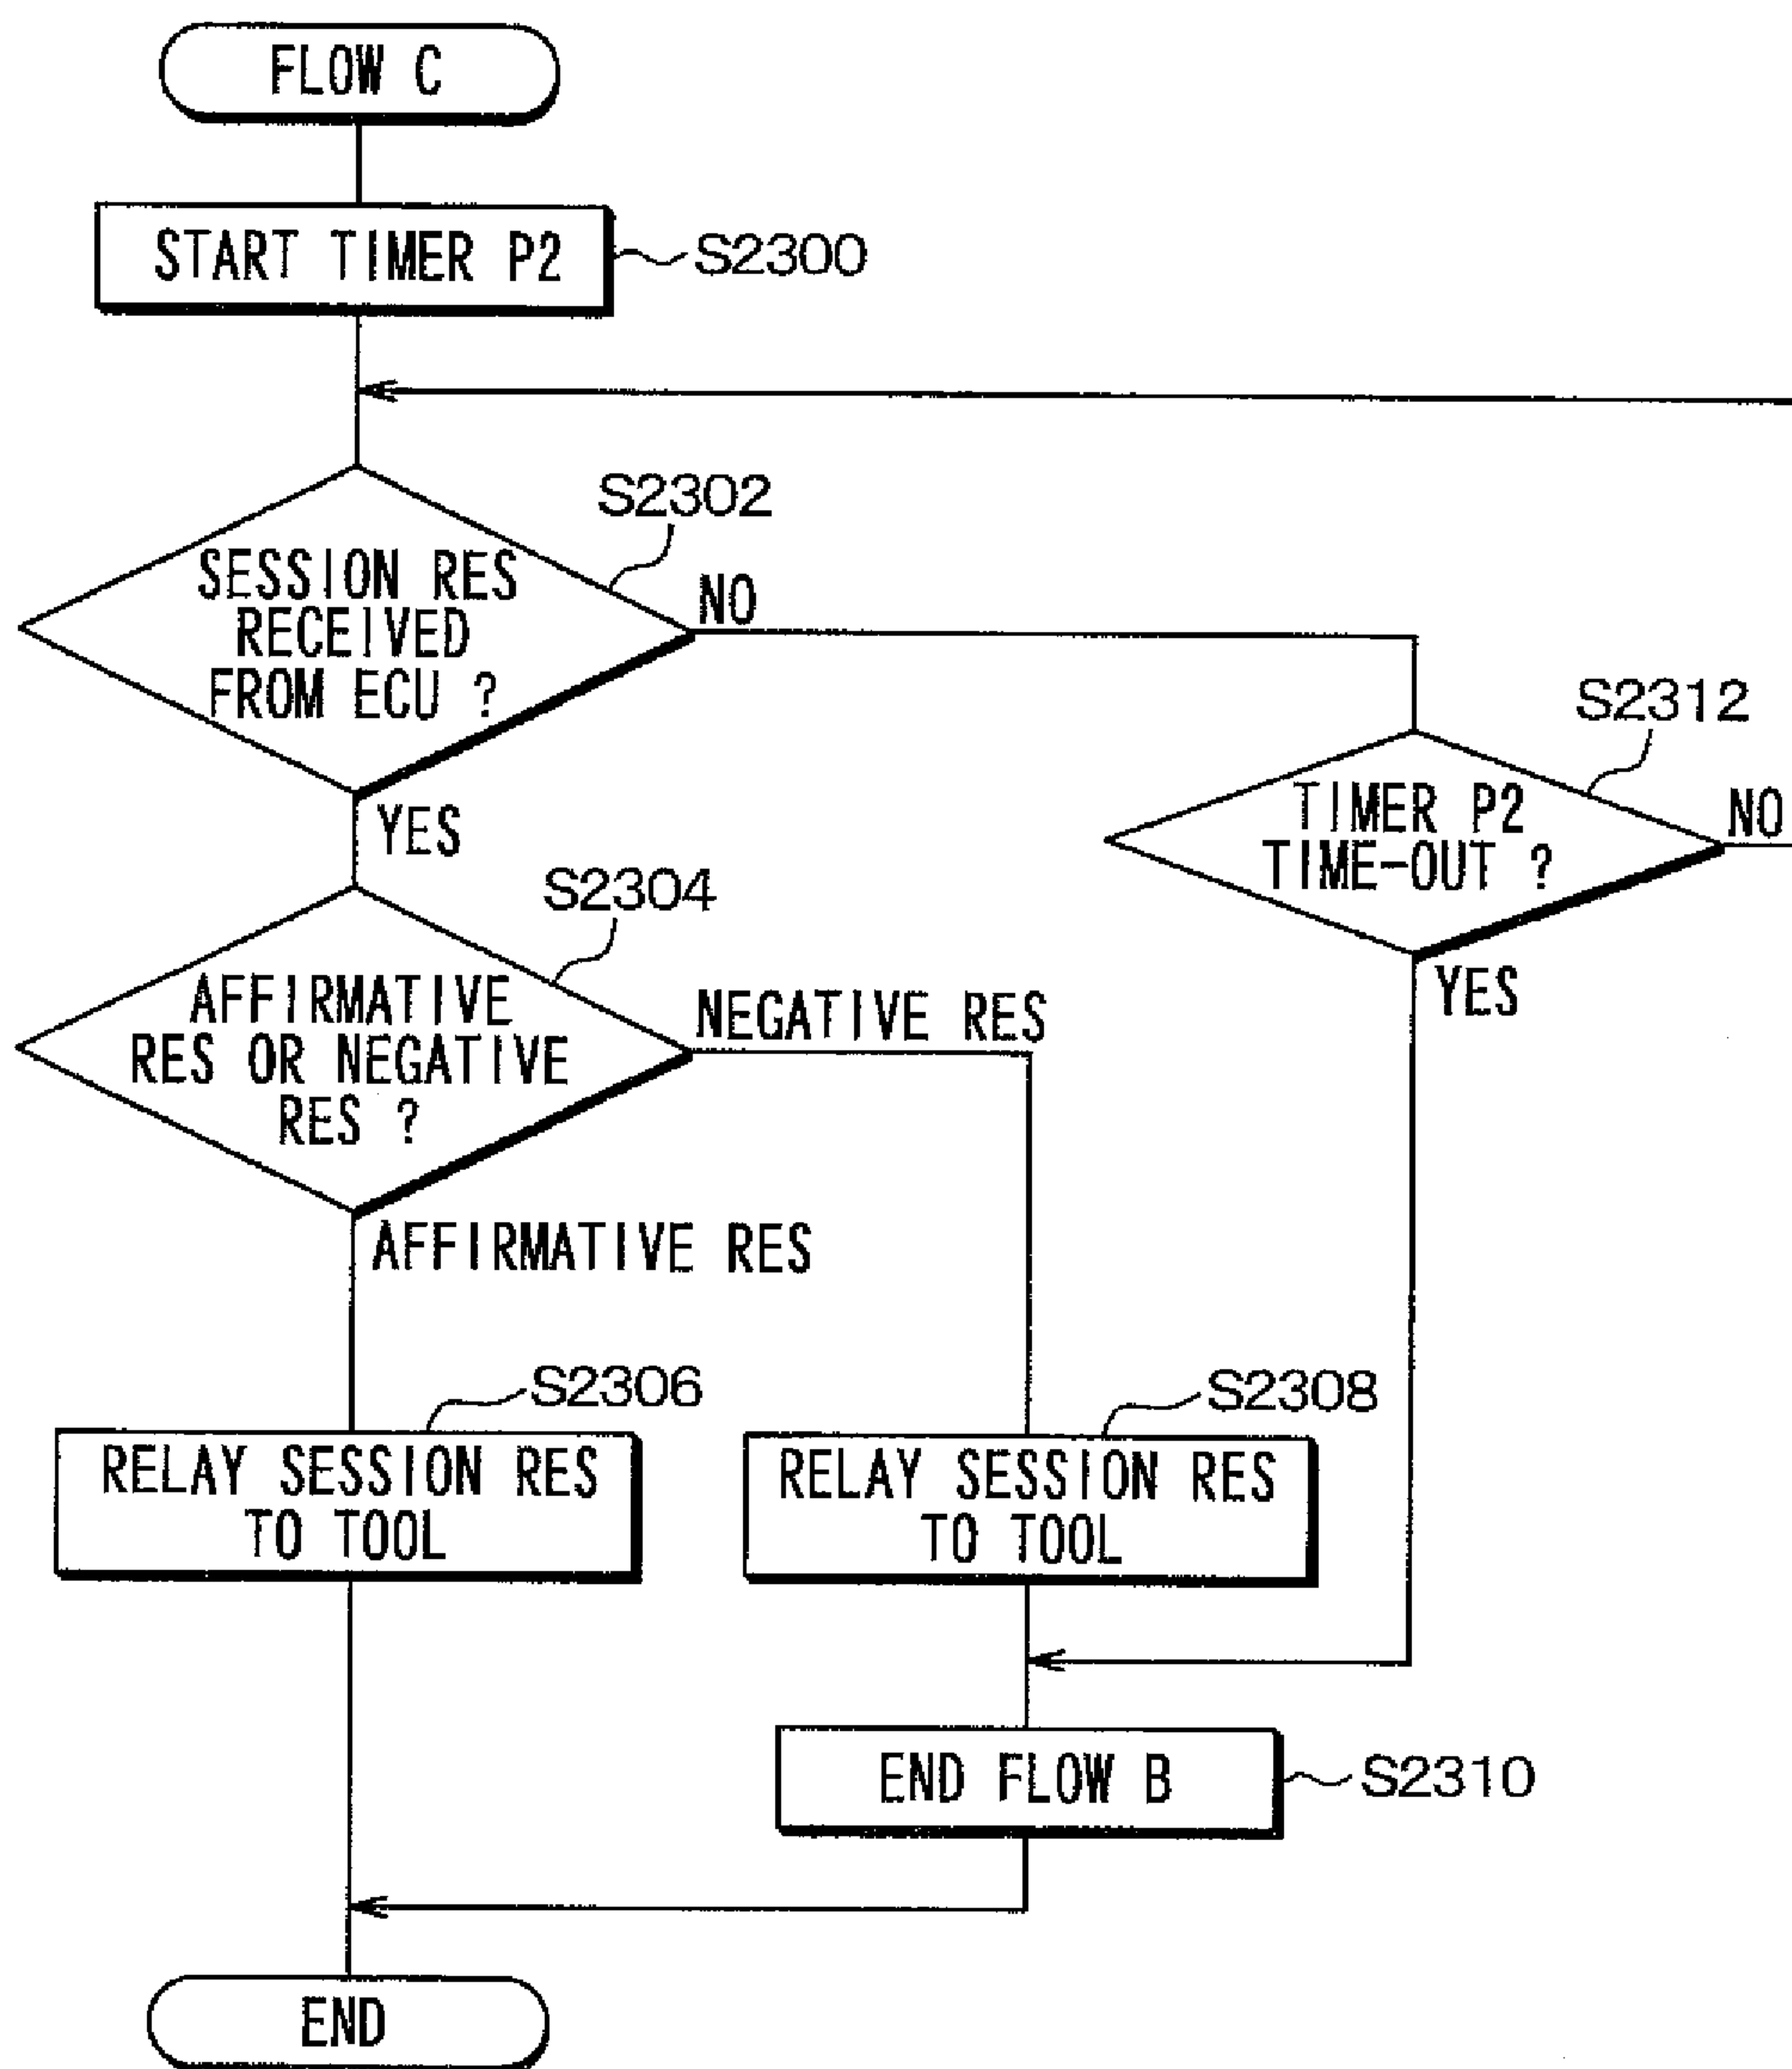 FLOW C
START TIMER P2
S2300
S2302
SESSION RES
RECEIVED
FROM ECU ?
NO
YES
S2312
TIMER P2
TIME-OUT ?
NO
YES
S2304
AFFIRMATIVE
RES OR NEGATIVE
RES ?
NEGATIVE RES
AFFIRMATIVE RES
S2306
RELAY SESSION RES
TO TOOL
S2308
RELAY SESSION RES
TO TOOL
END FLOW B
S2310
END